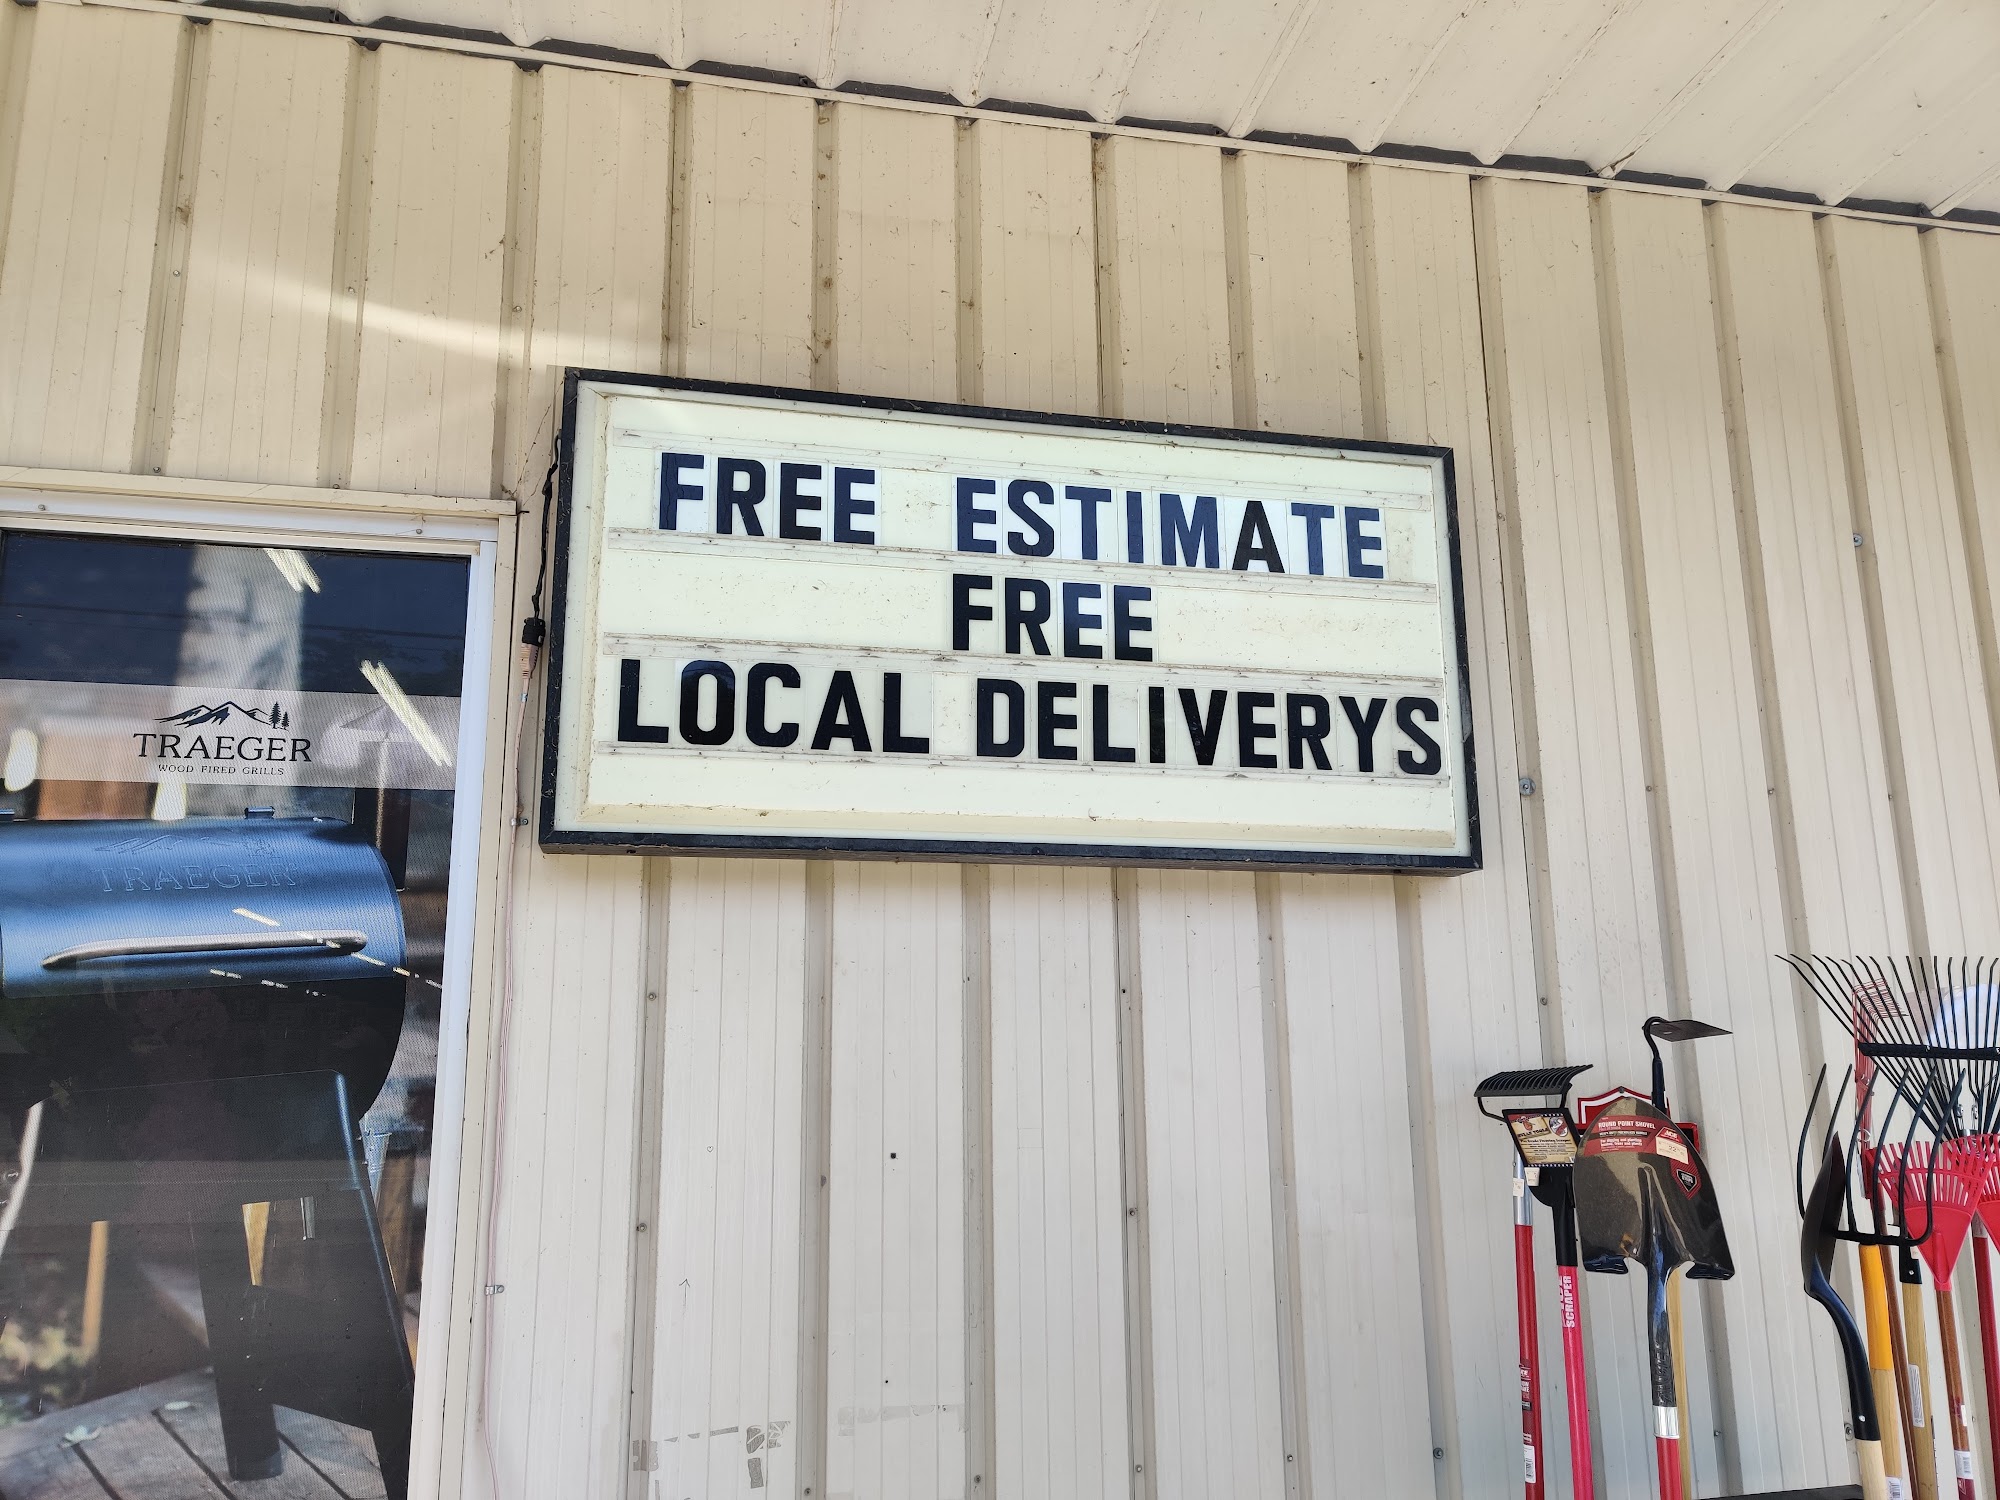 FREE ESTIMATE
FREE
LOCAL DELIVERYS
TRAEGER
WOOD FIRED GRILLS
TRAEGER
ROUND POINT SHOVEL
SCRAPER